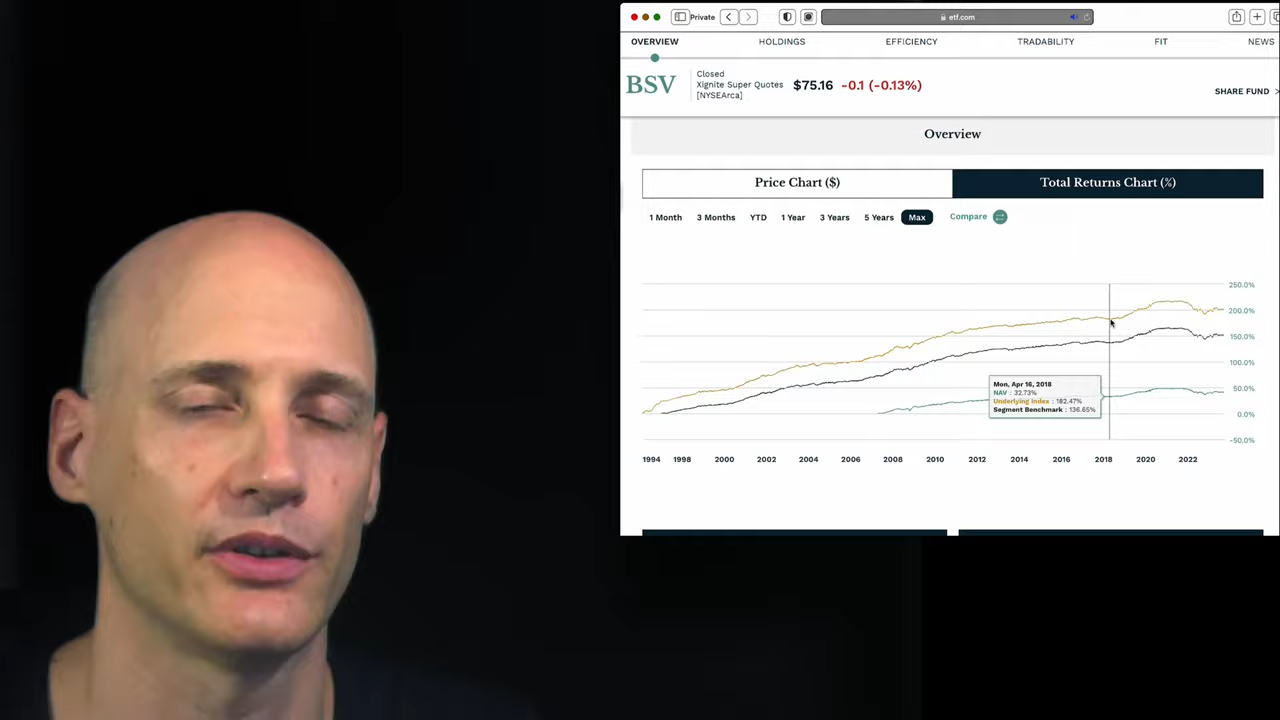 Private
etf.com
OVERVIEW HOLDINGS EFFICIENCY TRADABILITY FIT NEWS
BSV
Closed
Xignite Super Quotes
[NYSEArca]
$75.16 -0.1 (-0.13%)
SHARE FUND
Overview
Price Chart ($) Total Returns Chart (%)
1 Month 3 Months YTD 1 Year 3 Years 5 Years Max Compare
250.0%
200.0%
150.0%
100.0%
50.0%
0.0%
-50.0%
Mon, Apr 16, 2018
NAV : 32.73%
Underlying Index : 182.47%
Segment Benchmark : 136.65%
1994 1998 2000 2002 2004 2006 2008 2010 2012 2014 2016 2018 2020 2022